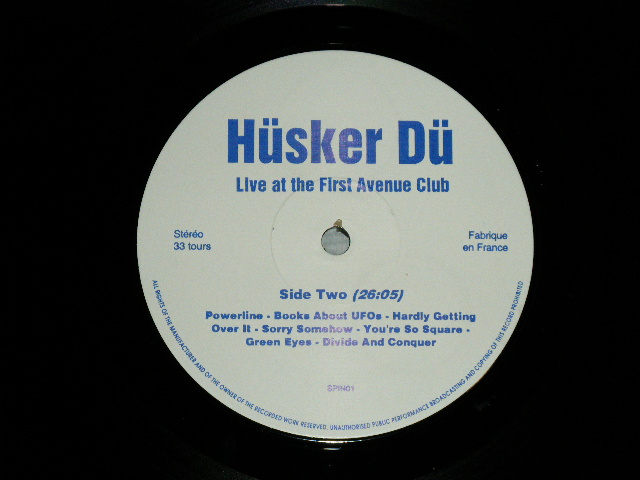 Hüsker Dü
Live at the First Avenue Club
Stéréo
33 tours
Fabrique
en France
Side Two (26:05)
Powerline - Books About UFOs - Hardly Getting
Over It - Sorry Somehow - You're So Square -
Green Eyes - Divide And Conquer
SPIN01
ALL RIGHTS OF THE MANUFACTURER AND OF THE OWNER OF THE RECORDED WORK RESERVED. UNAUTHORISED PUBLIC PERFORMANCE BROADCASTING AND COPYING OF THIS RECORD PROHIBITED